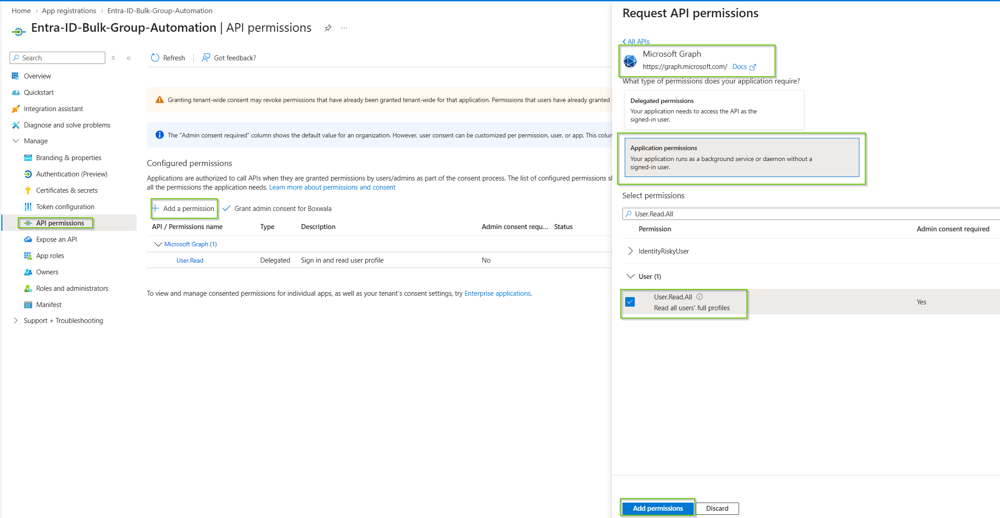 Home > App registrations > Entra-ID-Bulk-Group-Automation
Entra-ID-Bulk-Group-Automation | API permissions
Search
Overview
Quickstart
Integration assistant
Diagnose and solve problems
Manage
Branding & properties
Authentication (Preview)
Certificates & secrets
Token configuration
API permissions
Expose an API
App roles
Owners
Roles and administrators
Manifest
Support + Troubleshooting
Refresh
Got feedback?
Granting tenant-wide consent may revoke permissions that have already been granted tenant-wide for that application. Permissions that users have already granted
The "Admin consent required" column shows the default value for an organization. However, user consent can be customized per permission, user, or app. This
Configured permissions
Applications are authorized to call APIs when they are granted permissions by users/admins as part of the consent process. The list of configured permissions
all the permissions the application needs. Learn more about permissions and consent
Add a permission
Grant admin consent for Boxwala
API / Permissions name Type Description Admin consent requ... Status
Microsoft Graph (1)
User.Read Delegated Sign in and read user profile No
To view and manage consented permissions for individual apps, as well as your tenant's consent settings, try Enterprise applications.
Request API permissions
All APIs
Microsoft Graph
https://graph.microsoft.com/ Docs
What type of permissions does your application require?
Delegated permissions
Your application needs to access the API as the
signed-in user.
Application permissions
Your application runs as a background service or daemon without a
signed-in user.
Select permissions
User.Read.All
Permission Admin consent required
IdentityRiskyUser
User (1)
User.Read.All
Read all users' full profiles
Yes
Add permissions
Discard